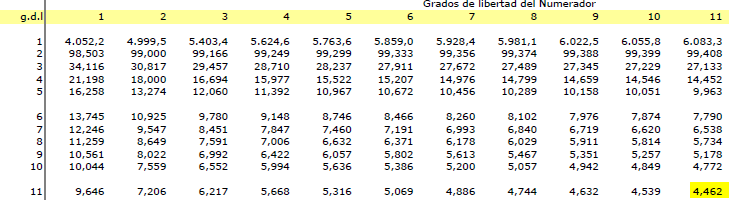 Grados de libertad del Numerador
g.d.l 1 2 3 4 5 6 7 8 9 10 11
1 4.052,2 4.999,5 5.403,4 5.624,6 5.763,6 5.859,0 5.928,4 5.981,1 6.022,5 6.055,8 6.083,3
2 98,503 99,000 99,166 99,249 99,299 99,333 99,356 99,374 99,388 99,399 99,408
3 34,116 30,817 29,457 28,710 28,237 27,911 27,672 27,489 27,345 27,229 27,133
4 21,198 18,000 16,694 15,977 15,522 15,207 14,976 14,799 14,659 14,546 14,452
5 16,258 13,274 12,060 11,392 10,967 10,672 10,456 10,289 10,158 10,051 9,963
6 13,745 10,925 9,780 9,148 8,746 8,466 8,260 8,102 7,976 7,874 7,790
7 12,246 9,547 8,451 7,847 7,460 7,191 6,993 6,840 6,719 6,620 6,538
8 11,259 8,649 7,591 7,006 6,632 6,371 6,178 6,029 5,911 5,814 5,734
9 10,561 8,022 6,992 6,422 6,057 5,802 5,613 5,467 5,351 5,257 5,178
10 10,044 7,559 6,552 5,994 5,636 5,386 5,200 5,057 4,942 4,849 4,772
11 9,646 7,206 6,217 5,668 5,316 5,069 4,886 4,744 4,632 4,539 4,462